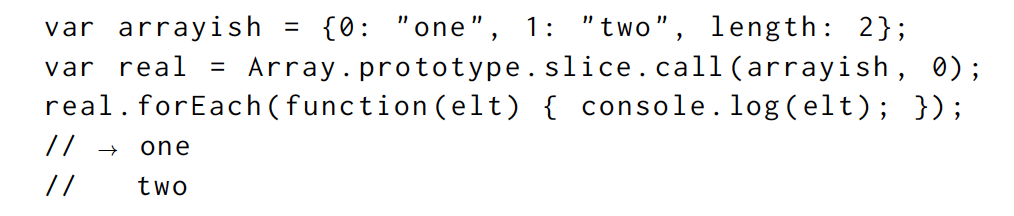 var arrayish = {0: "one", 1: "two", length: 2};
var real = Array.prototype.slice.call(arrayish, 0);
real.forEach(function(elt) { console.log(elt); });
// → one
//   two